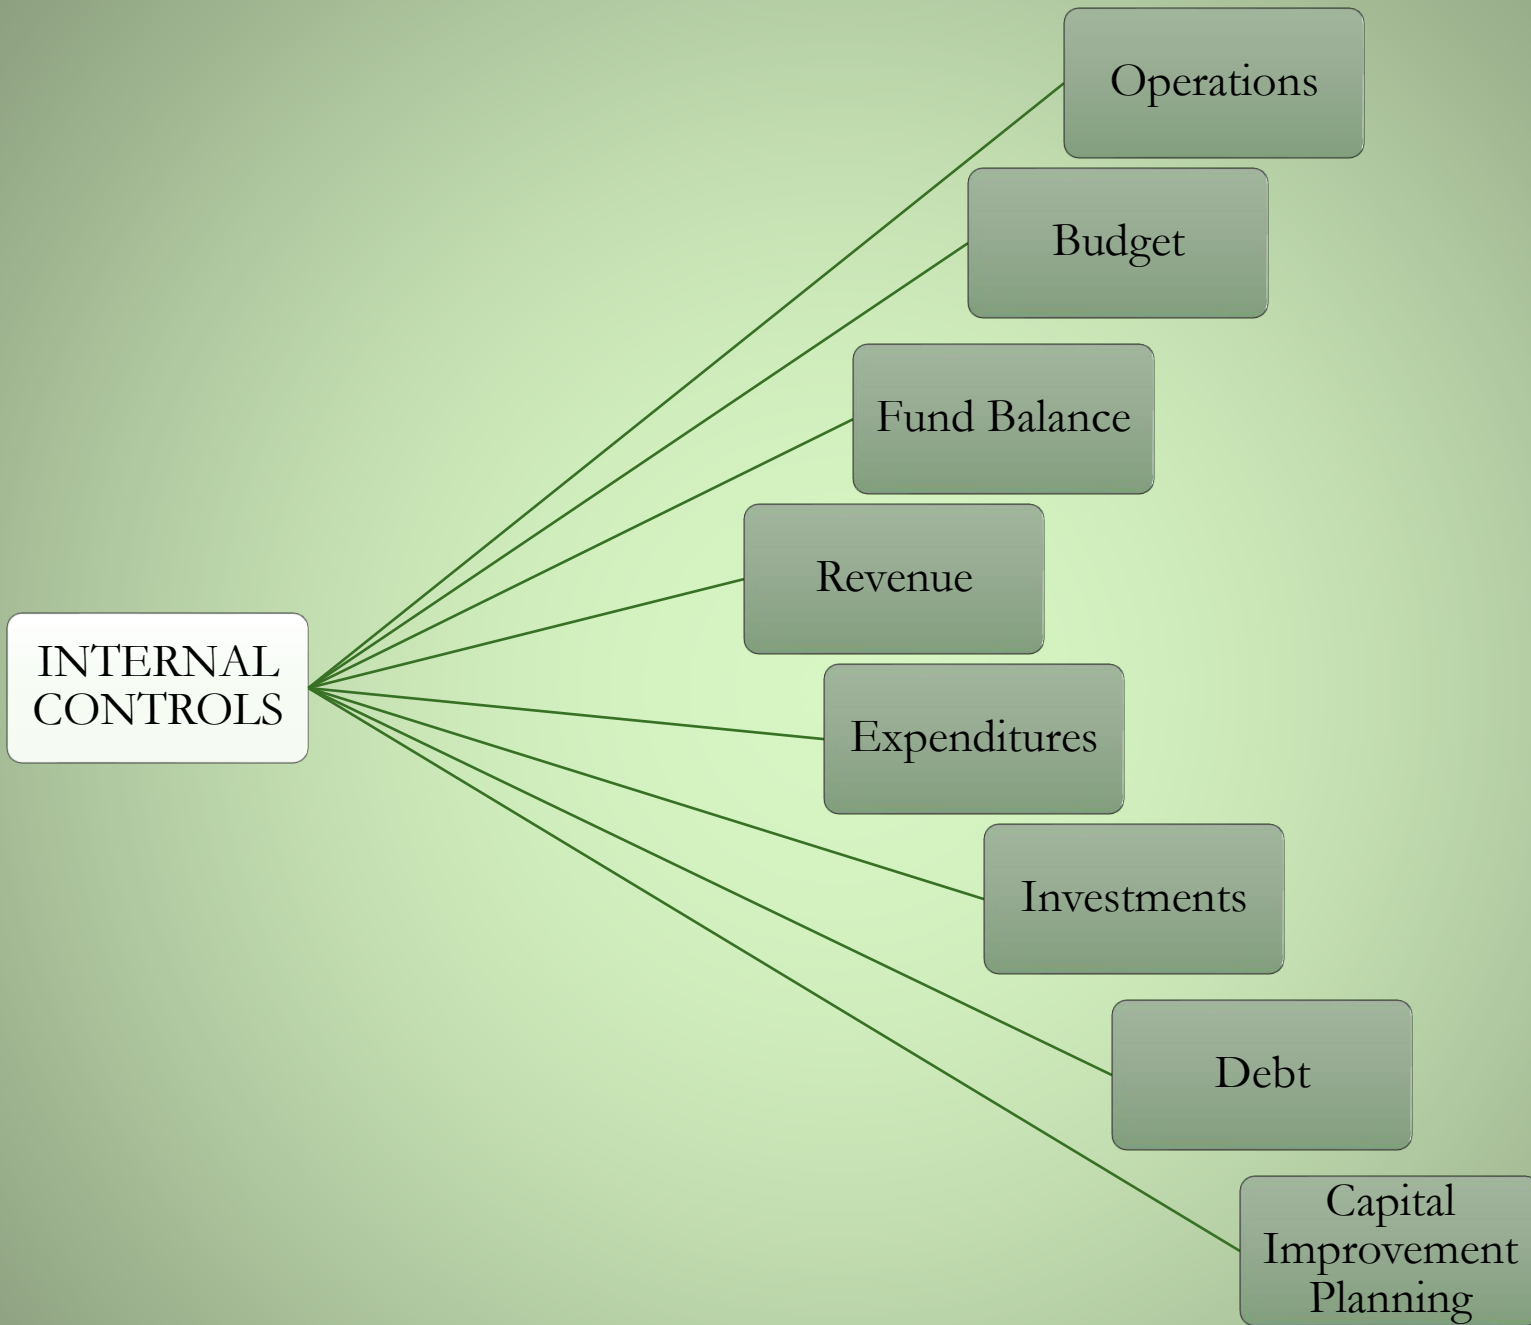 Operations
Budget
Fund Balance
Revenue
INTERNAL
CONTROLS
Expenditures
Investments
Debt
Capital
Improvement
Planning